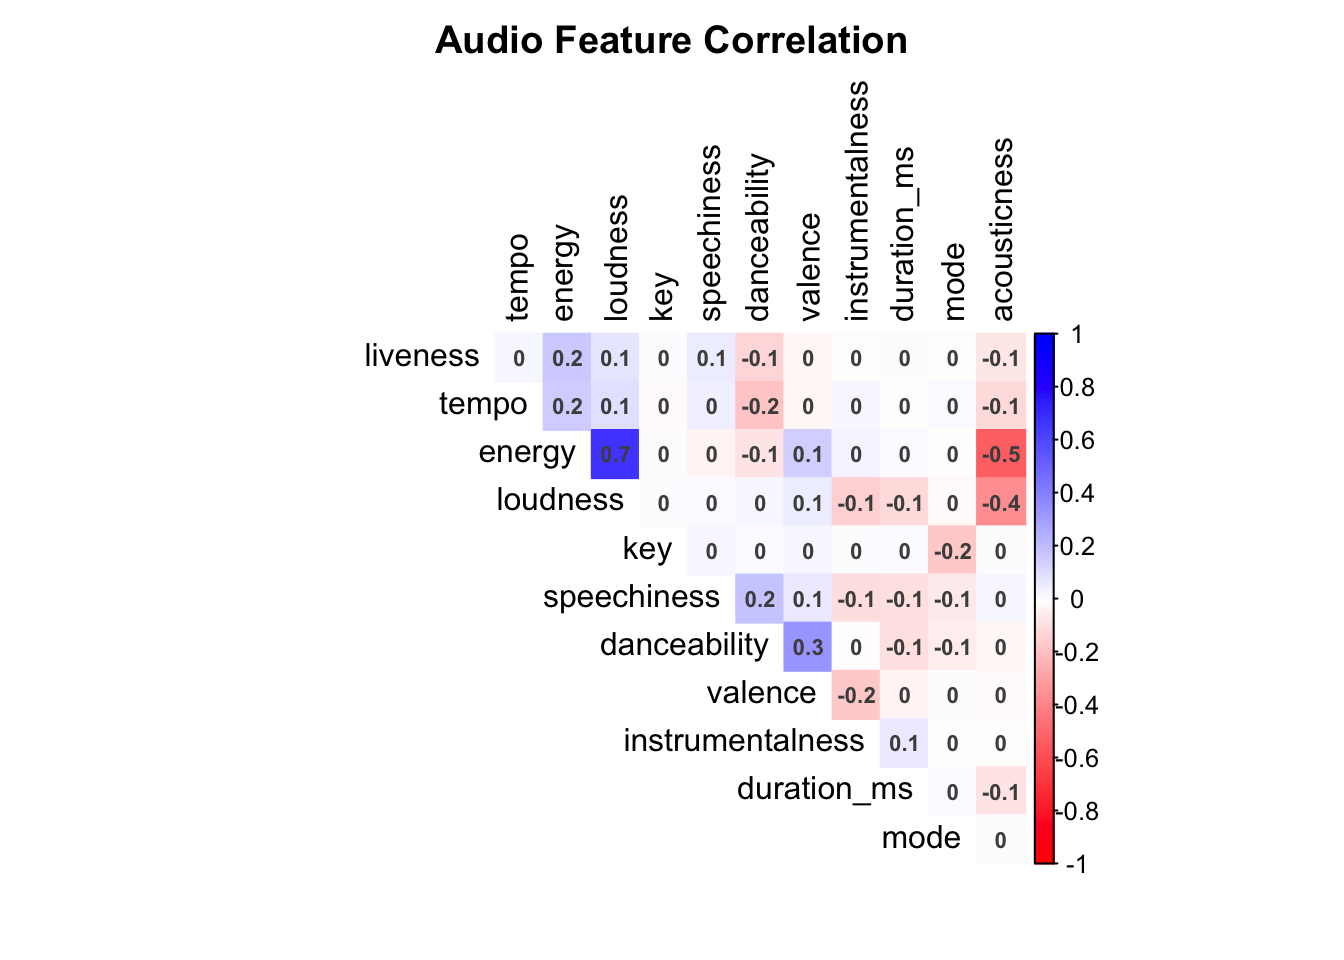 Audio Feature Correlation
tempo energy loudness key speechiness danceability valence instrumentalness duration_ms mode acousticness
liveness 0 0.2 0.1 0 0.1 -0.1 0 0 0 0 -0.1
tempo 0.2 0.1 0 0 -0.2 0 0 0 0 -0.1
energy 0.7 0 0 -0.1 0.1 0 0 0 -0.5
loudness 0 0 0 0.1 -0.1 -0.1 0 -0.4
key 0 0 0 0 0 -0.2 0
speechiness 0.2 0.1 -0.1 -0.1 -0.1 0
danceability 0.3 0 -0.1 -0.1 0
valence -0.2 0 0 0
instrumentalness 0.1 0 0
duration_ms 0 -0.1
mode 0
1
0.8
0.6
0.4
0.2
0
-0.2
-0.4
-0.6
-0.8
-1